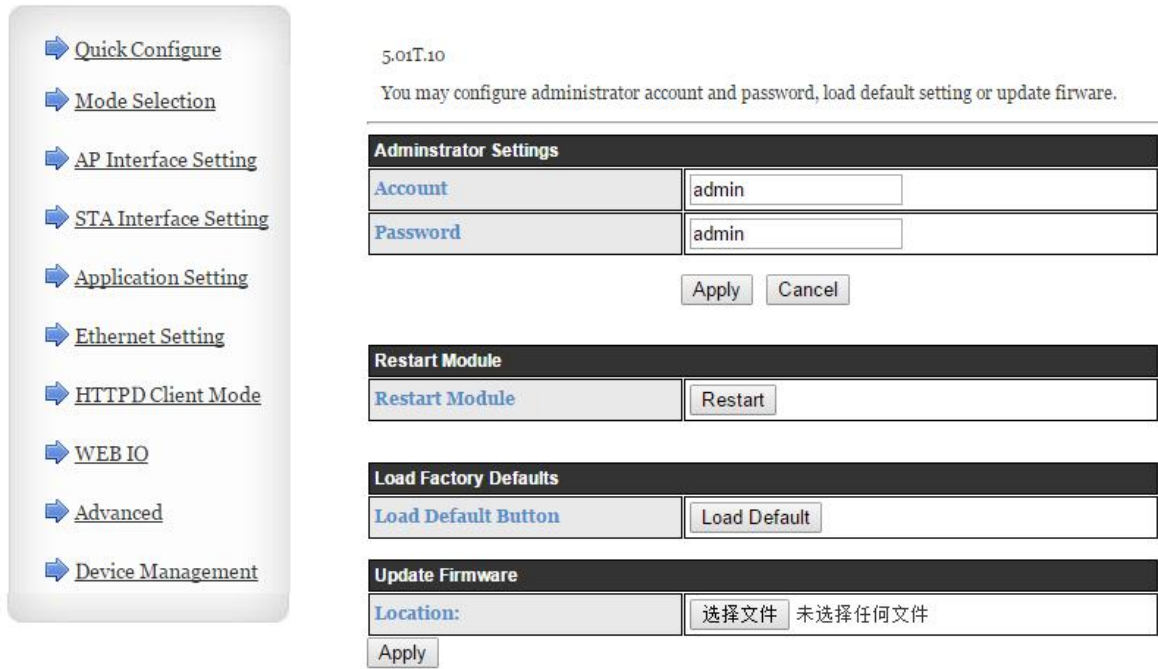 Quick Configure
Mode Selection
AP Interface Setting
STA Interface Setting
Application Setting
Ethernet Setting
HTTPD Client Mode
WEB IO
Advanced
Device Management
5.01T.10
You may configure administrator account and password, load default setting or update firware.
Adminstrator Settings
Account admin
Password admin
Apply Cancel
Restart Module
Restart Module Restart
Load Factory Defaults
Load Default Button Load Default
Update Firmware
Location: 选择文件 未选择任何文件
Apply